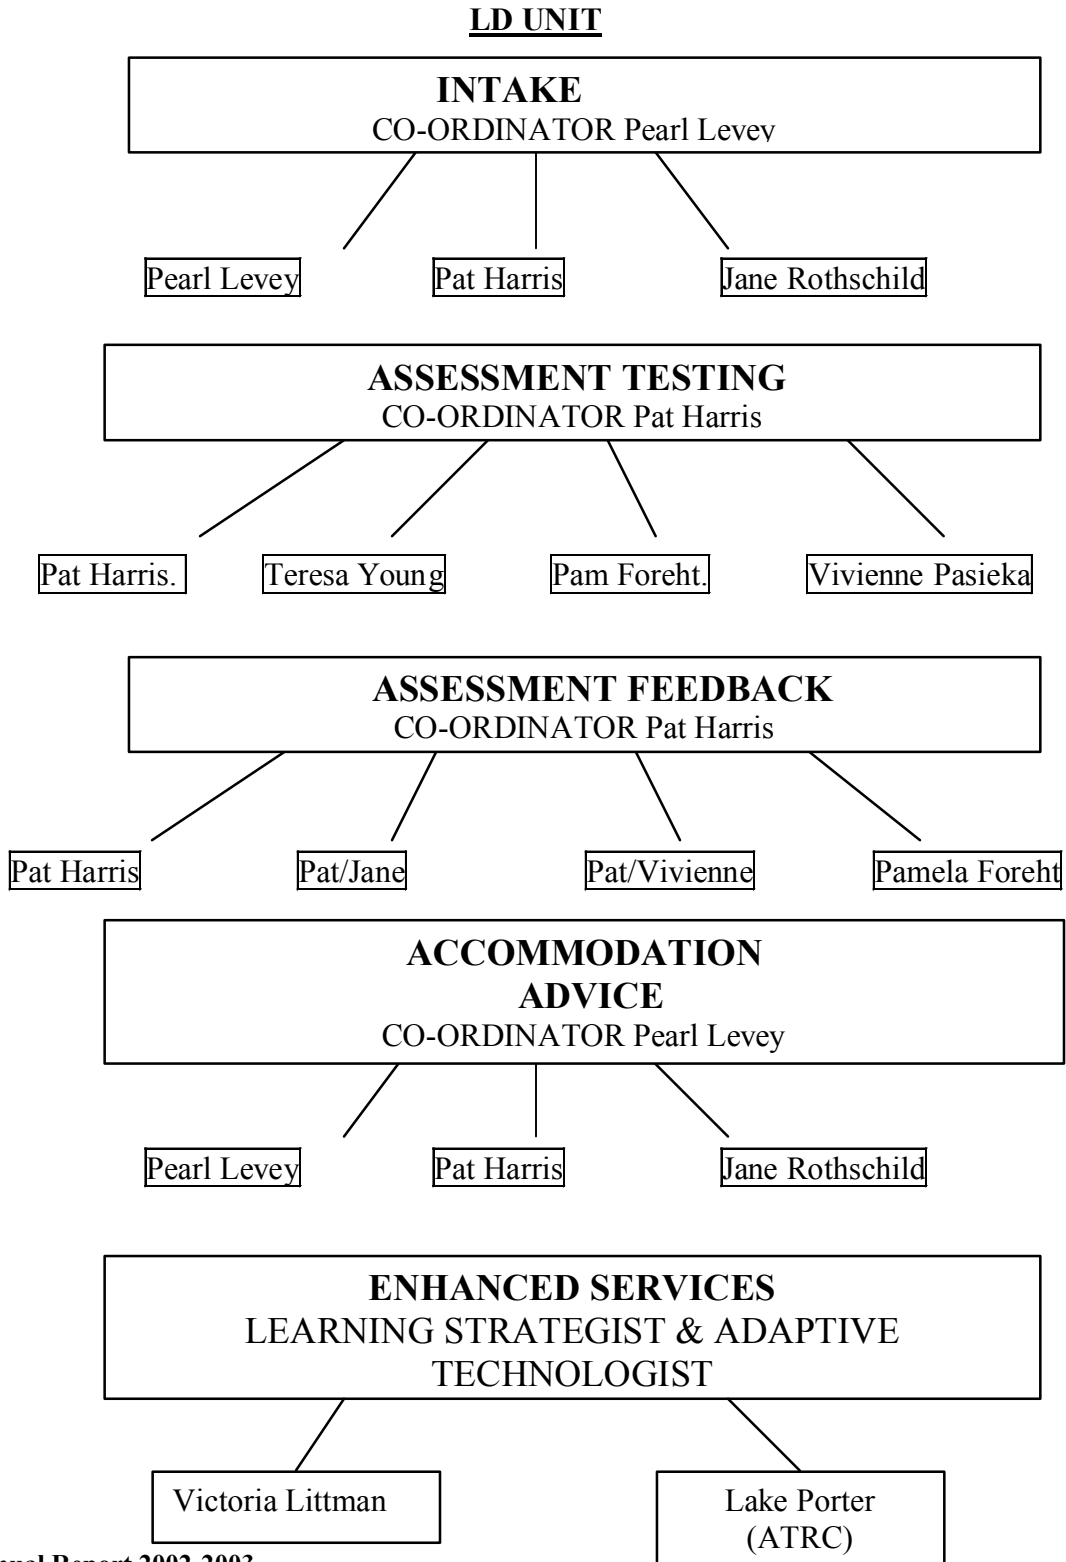 LD UNIT
INTAKE
CO-ORDINATOR Pearl Levey
Pearl Levey
Pat Harris
Jane Rothschild
ASSESSMENT TESTING
CO-ORDINATOR Pat Harris
Pat Harris.
Teresa Young
Pam Foreht.
Vivienne Pasieka
ASSESSMENT FEEDBACK
CO-ORDINATOR Pat Harris
Pat Harris
Pat/Jane
Pat/Vivienne
Pamela Foreht
ACCOMMODATION
ADVICE
CO-ORDINATOR Pearl Levey
Pearl Levey
Pat Harris
Jane Rothschild
ENHANCED SERVICES
LEARNING STRATEGIST & ADAPTIVE
TECHNOLOGIST
Victoria Littman
Lake Porter
(ATRC)
Report 2002-2003